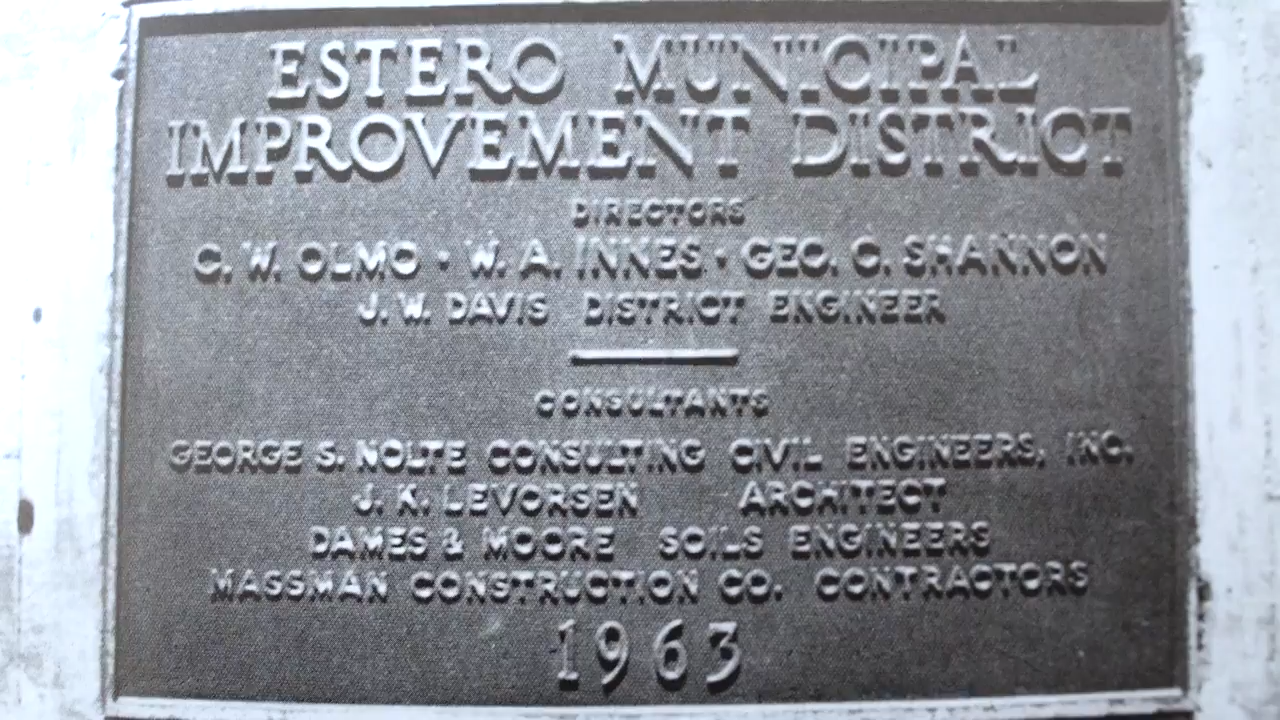 ESTERO MUNICIPAL
IMPROVEMENT DISTRICT
DIRECTORS
C. W. OLMO · W. A. INNES · GEO. C. SHANNON
J. W. DAVIS DISTRICT ENGINEER
CONSULTANTS
GEORGE S. NOLTE CONSULTING CIVIL ENGINEERS, INC.
J. K. LEVORSEN ARCHITECT
DAMES & MOORE SOILS ENGINEERS
MASSMAN CONSTRUCTION CO. CONTRACTORS
1963